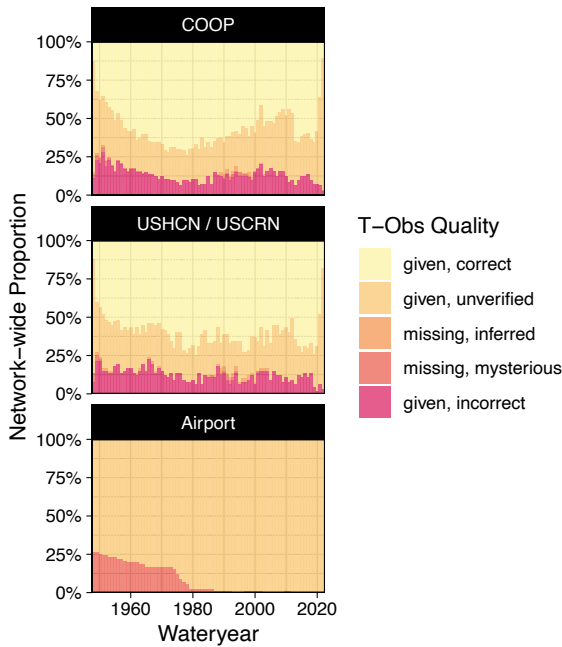 COOP
100%
75%
50%
25%
0%
USHCN / USCRN
100%
75%
50%
25%
0%
Airport
100%
75%
50%
25%
0%
1960
1980
2000
2020
Wateryear
Network−wide Proportion
T−Obs Quality
given, correct
given, unverified
missing, inferred
missing, mysterious
given, incorrect